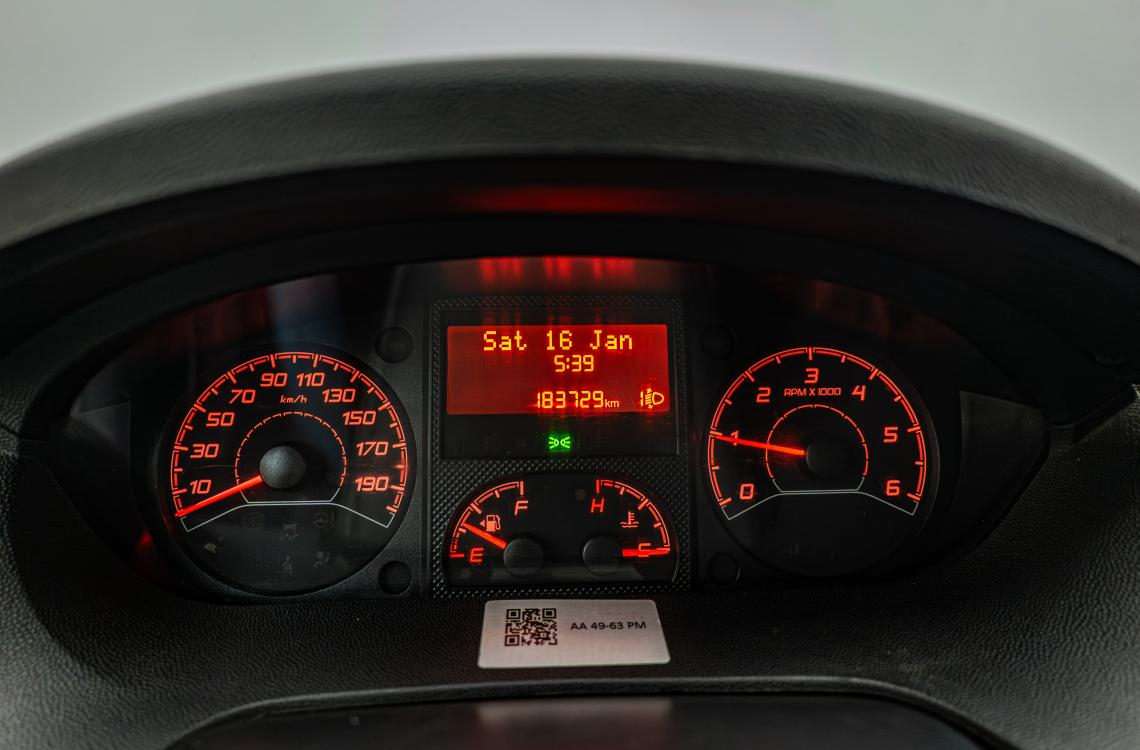 Sat 16 Jan
5:39
183729km 1
10 30 50 70 90 110 130 150 170 190
km/h
0 1 2 3 4 5 6
RPM X 1000
E F
H C
AA 49-63 PM